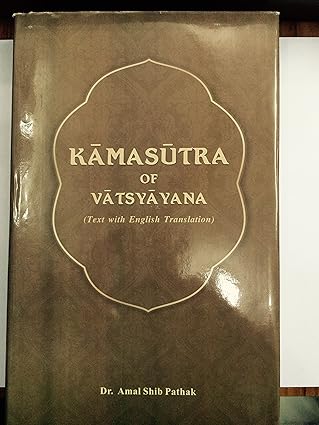 KĀMASŪTRA
OF
VĀTSYĀYANA
(Text with English Translation)
Dr. Amal Shib Pathak